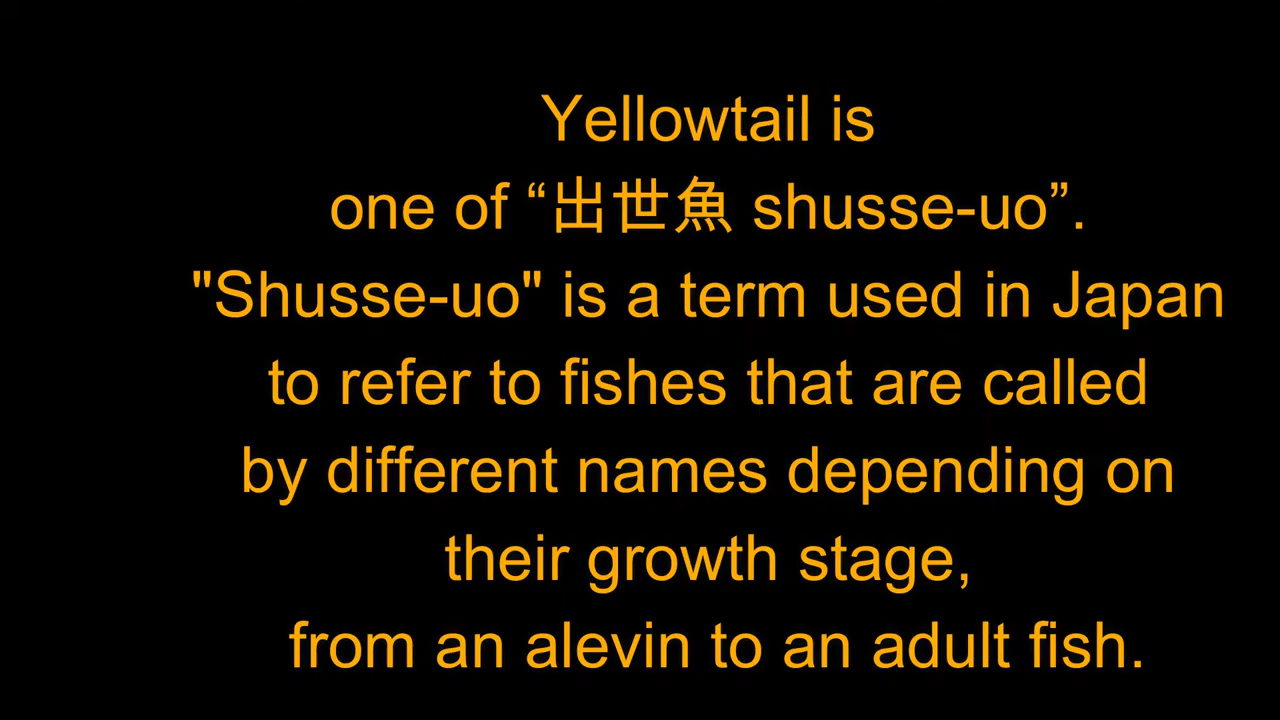 Yellowtail is
one of “出世魚 shusse-uo”.
"Shusse-uo" is a term used in Japan
to refer to fishes that are called
by different names depending on
their growth stage,
from an alevin to an adult fish.